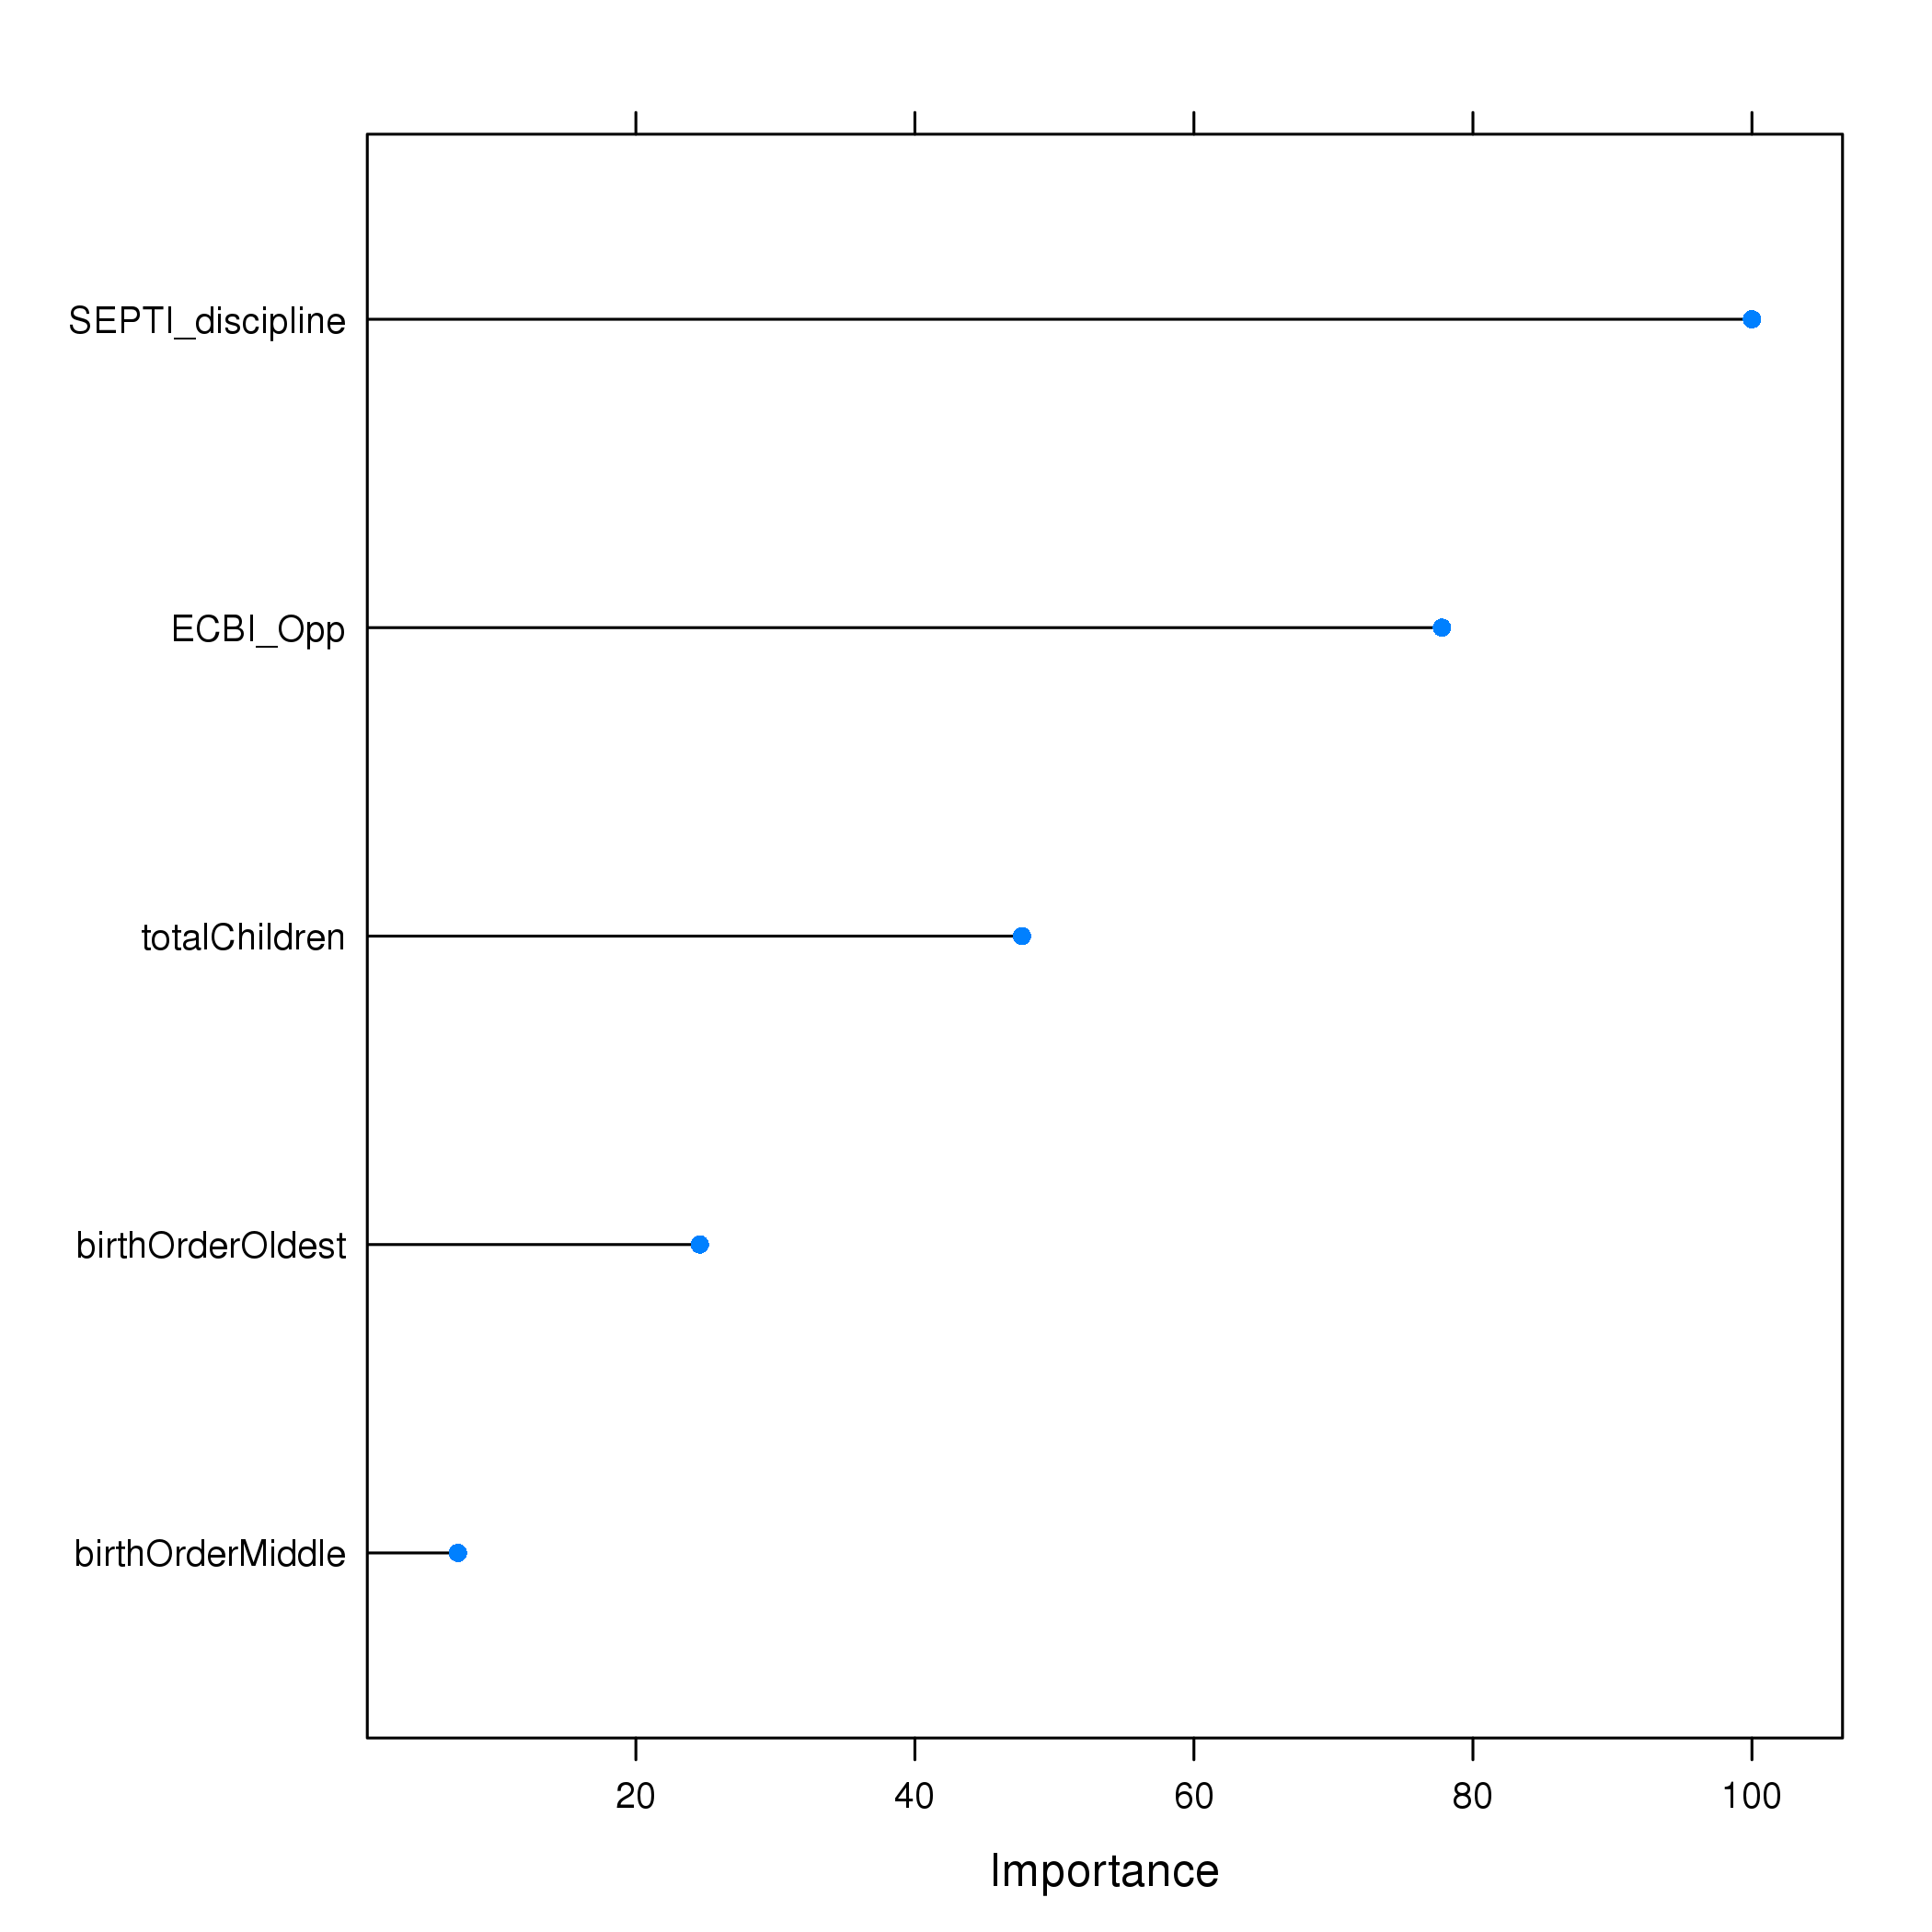 SEPTI_discipline
ECBI_Opp
totalChildren
birthOrderOldest
birthOrderMiddle
20 40 60 80 100
Importance